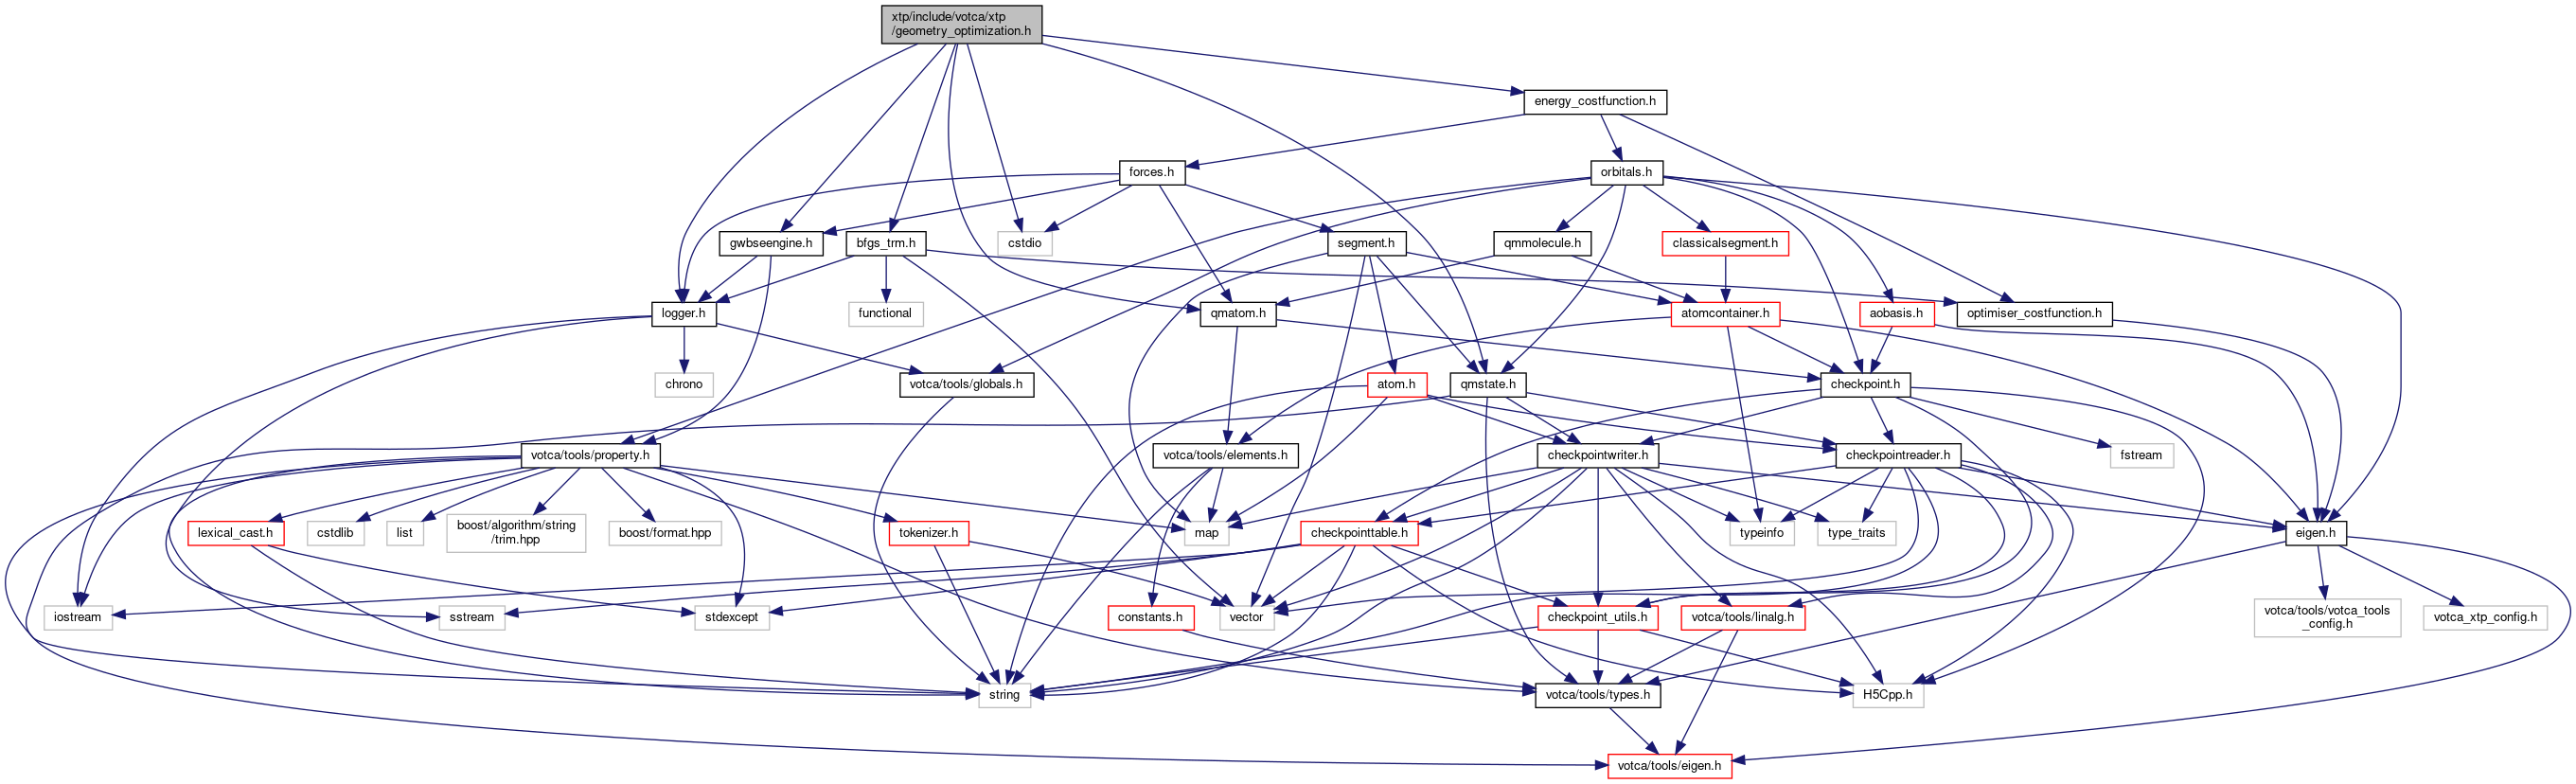 xtp/include/votca/xtp
/geometry_optimization.h
energy_costfunction.h
forces.h
orbitals.h
gwbseengine.h
bfgs_trm.h
cstdio
segment.h
qmmolecule.h
classicalsegment.h
logger.h
functional
qmatom.h
atomcontainer.h
aobasis.h
optimiser_costfunction.h
chrono
votca/tools/globals.h
atom.h
qmstate.h
checkpoint.h
votca/tools/property.h
votca/tools/elements.h
checkpointwriter.h
checkpointreader.h
fstream
lexical_cast.h
cstdlib
list
boost/algorithm/string
/trim.hpp
boost/format.hpp
tokenizer.h
map
checkpointtable.h
typeinfo
type_traits
eigen.h
iostream
sstream
stdexcept
constants.h
vector
checkpoint_utils.h
votca/tools/linalg.h
votca/tools/votca_tools
_config.h
votca_xtp_config.h
string
votca/tools/types.h
H5Cpp.h
votca/tools/eigen.h